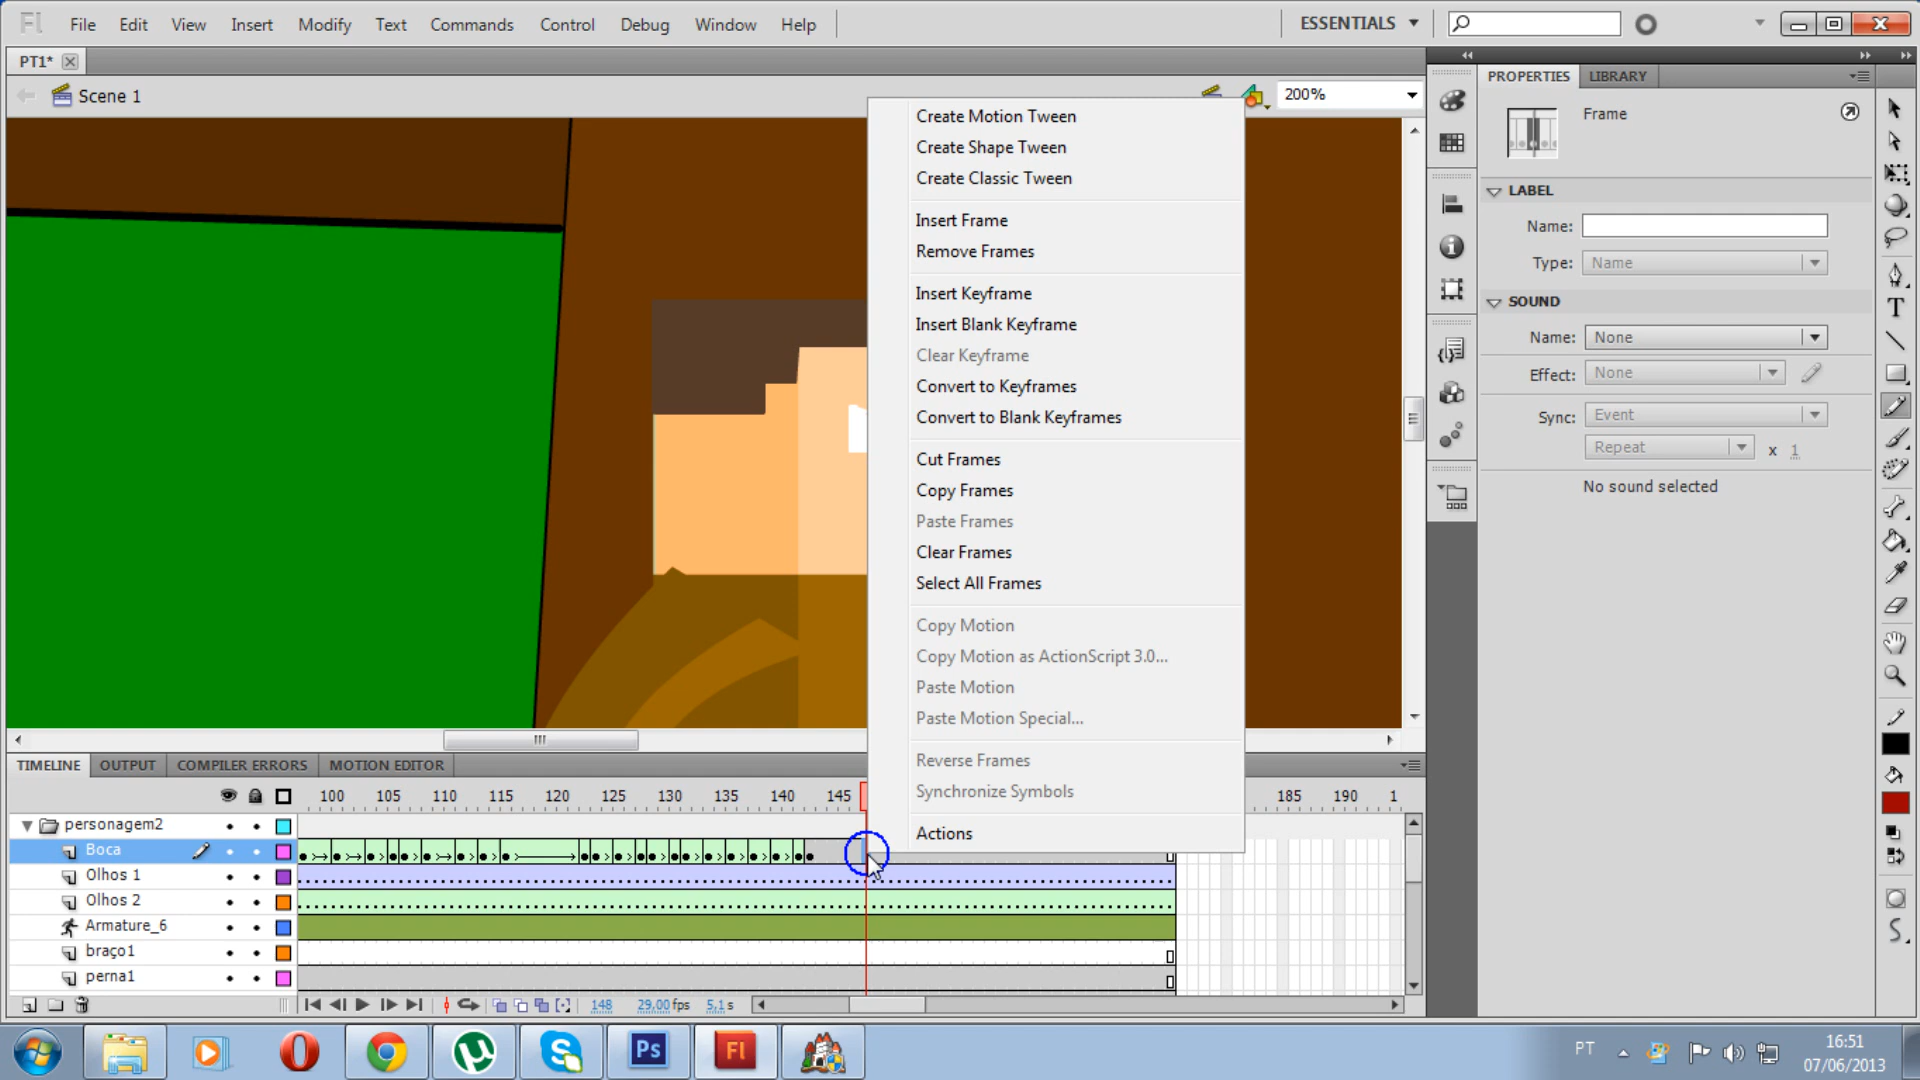 Fl File Edit View Insert Modify Text Commands Control Debug Window Help ESSENTIALS
PT1*
Scene 1 200%
Create Motion Tween
Create Shape Tween
Create Classic Tween
Insert Frame
Remove Frames
Insert Keyframe
Insert Blank Keyframe
Clear Keyframe
Convert to Keyframes
Convert to Blank Keyframes
Cut Frames
Copy Frames
Paste Frames
Clear Frames
Select All Frames
Copy Motion
Copy Motion as ActionScript 3.0...
Paste Motion
Paste Motion Special...
Reverse Frames
Synchronize Symbols
Actions
PROPERTIES LIBRARY
Frame
LABEL
Name:
Type: Name
SOUND
Name: None
Effect: None
Sync: Event
Repeat x 1
No sound selected
TIMELINE OUTPUT COMPILER ERRORS MOTION EDITOR
100 105 110 115 120 125 130 135 140 145 185 190 1
personagem2
Boca
Olhos 1
Olhos 2
Armature_6
braço1
perna1
148 29,00 fps 5,1 s
Ps Fl PT 16:51
07/06/2013